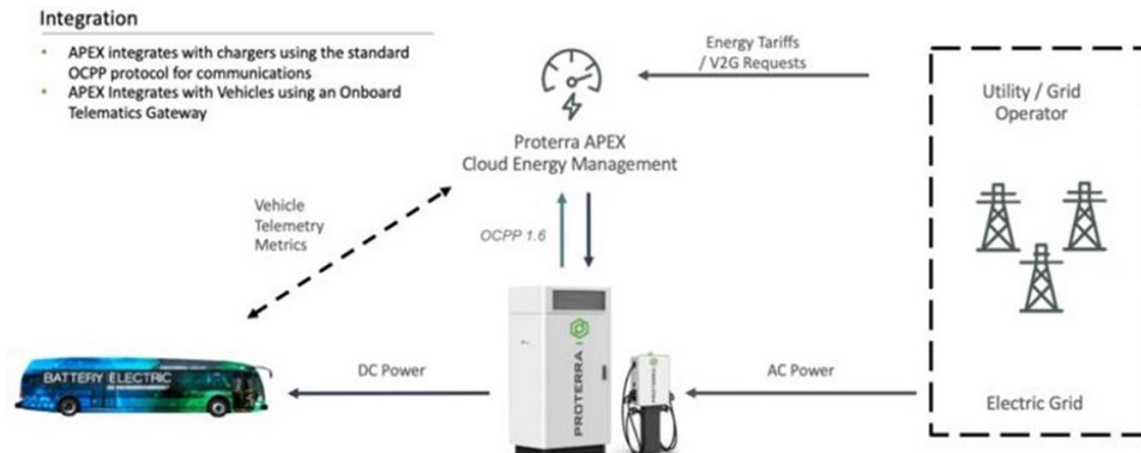 Integration
• APEX integrates with chargers using the standard
OCPP protocol for communications
• APEX Integrates with Vehicles using an Onboard
Telematics Gateway
Energy Tariffs
/ V2G Requests
Utility / Grid
Operator
Proterra APEX
Cloud Energy Management
Vehicle
Telemetry
Metrics
OCPP 1.6
BATTERY ELECTRIC
DC Power
PROTERRA
AC Power
Electric Grid